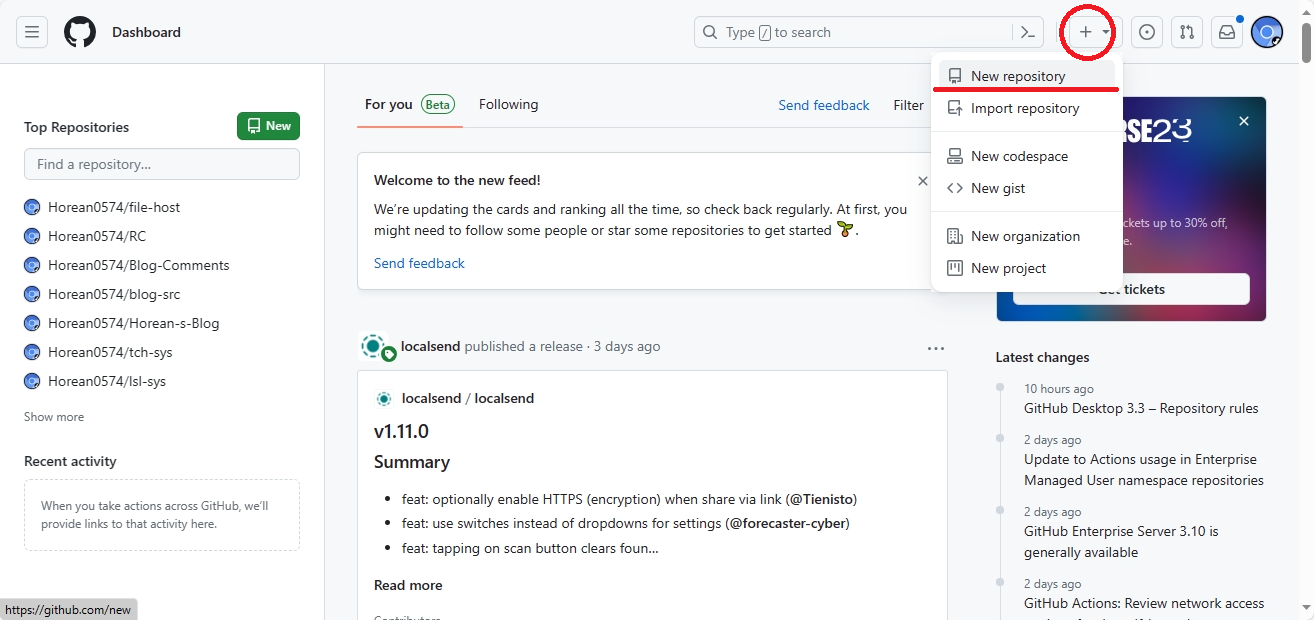 Dashboard
Type / to search
New repository
Import repository
New codespace
New gist
New organization
New project
Top Repositories
New
Find a repository...
Horean0574/file-host
Horean0574/RC
Horean0574/Blog-Comments
Horean0574/blog-src
Horean0574/Horean-s-Blog
Horean0574/tch-sys
Horean0574/lsl-sys
Show more
Recent activity
When you take actions across GitHub, we'll
provide links to that activity here.
https://github.com/new
For you Beta Following Send feedback Filter
Welcome to the new feed!
We're updating the cards and ranking all the time, so check back regularly. At first, you
might need to follow some people or star some repositories to get started 🌱.
Send feedback
localsend published a release · 3 days ago
localsend / localsend
v1.11.0
Summary
• feat: optionally enable HTTPS (encryption) when share via link (@Tienisto)
• feat: use switches instead of dropdowns for settings (@forecaster-cyber)
• feat: tapping on scan button clears foun...
Read more
Contributors
RSE23
ckets up to 30% off,
e.
tickets
Latest changes
10 hours ago
GitHub Desktop 3.3 – Repository rules
2 days ago
Update to Actions usage in Enterprise
Managed User namespace repositories
2 days ago
GitHub Enterprise Server 3.10 is
generally available
2 days ago
GitHub Actions: Review network access